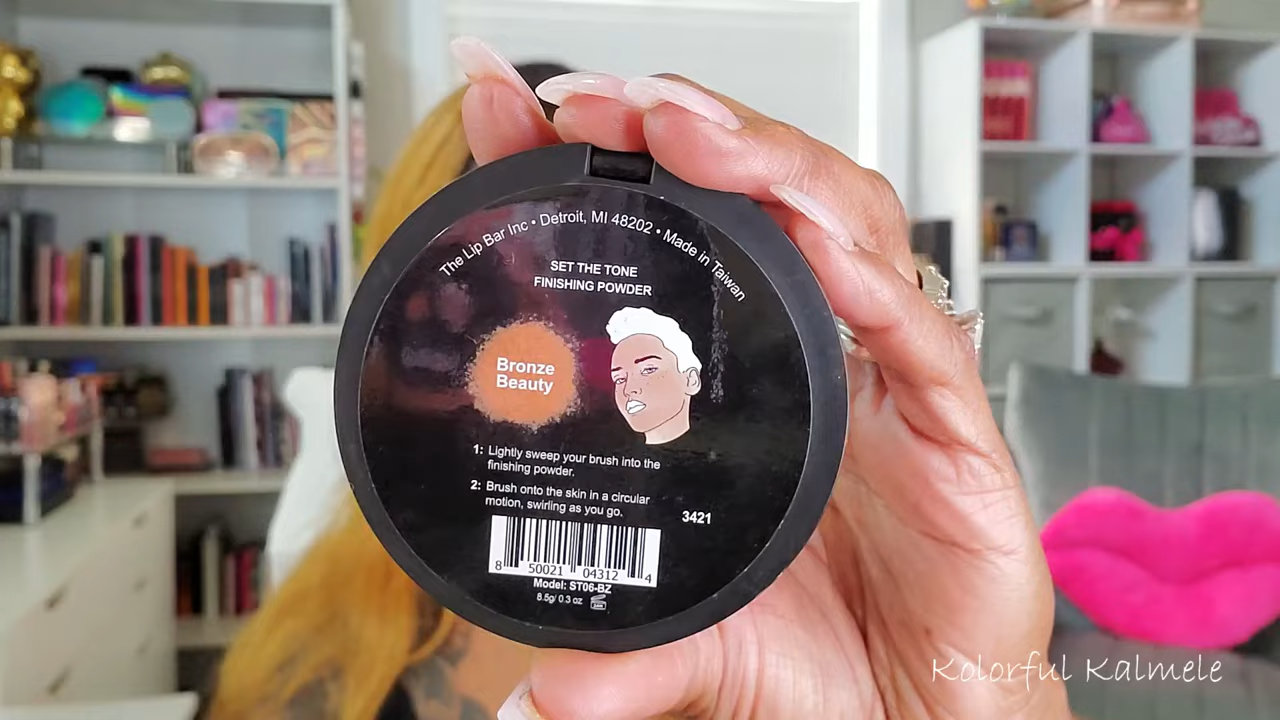 The Lip Bar Inc • Detroit, MI 48202 • Made in Taiwan
SET THE TONE
FINISHING POWDER
Bronze
Beauty
1: Lightly sweep your brush into the
finishing powder.
2: Brush onto the skin in a circular
motion, swirling as you go.
3421
8 50021 04312 4
Model: ST06-BZ
8.5g/ 0.3 oz
Kolorful Kalmele